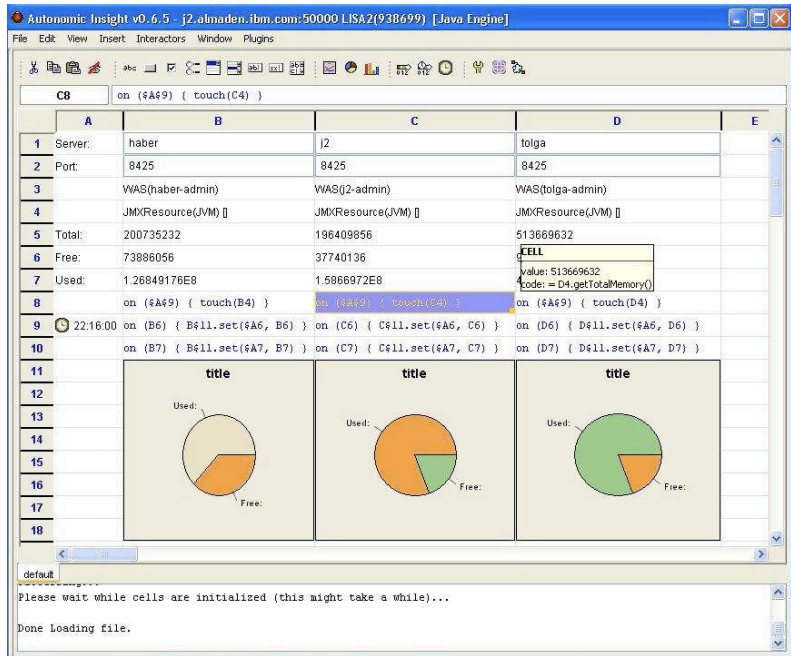 Autonomic Insight v0.6.5 - j2.almaden.ibm.com:50000 LISA2(938699) [Java Engine]
File Edit View Insert Interactors Window Plugins
C8 on ($A$9) { touch(C4) }
A B C D E
1 Server: haber j2 tolga
2 Port: 8425 8425 8425
3 WAS(haber-admin) WAS(j2-admin) WAS(tolga-admin)
4 JMXResource(JVM) [] JMXResource(JVM) [] JMXResource(JVM) []
5 Total: 200735232 196409856 513669632
6 Free: 73886056 37740136 9
CELL
value: 513669632
code: = D4.getTotalMemory()
7 Used: 1.26849176E8 1.5866972E8 4
8 on ($A$9) { touch(B4) } on ($A$9) { touch(C4) } on ($A$9) { touch(D4) }
9 22:16:00 on (B6) { B$11.set($A6, B6) } on (C6) { C$11.set($A6, C6) } on (D6) { D$11.set($A6, D6) }
10 on (B7) { B$11.set($A7, B7) } on (C7) { C$11.set($A7, C7) } on (D7) { D$11.set($A7, D7) }
11 title title title
12
13 Used: Used: Used:
14
15
16 Free: Free:
17 Free:
18
default
Please wait while cells are initialized (this might take a while)...
Done Loading file.